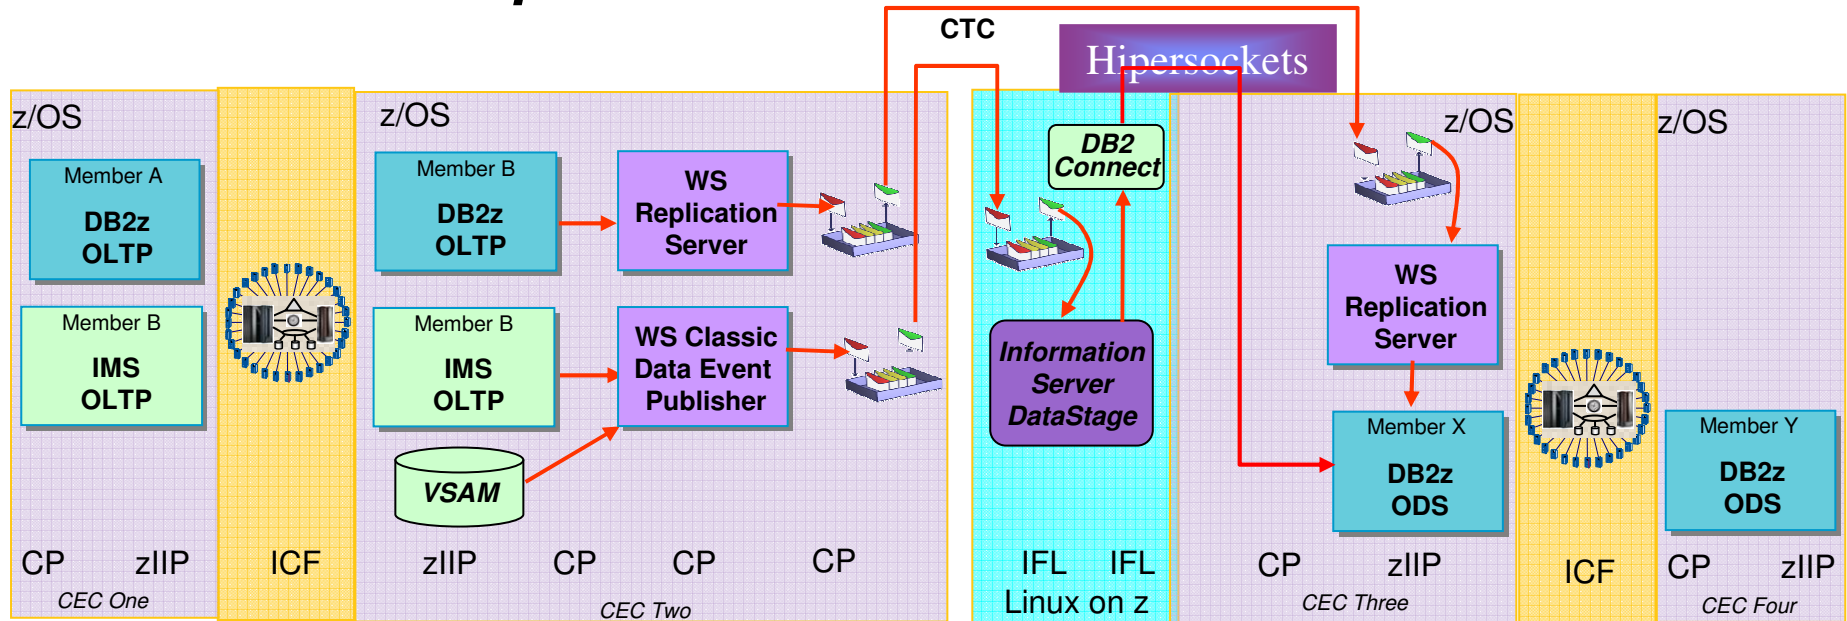 CTC
Hipersockets
z/OS
Member A
DB2z
OLTP
Member B
IMS
OLTP
CP
zIIP
CEC One
ICF
z/OS
Member B
DB2z
OLTP
WS
Replication
Server
Member B
IMS
OLTP
WS Classic
Data Event
Publisher
VSAM
zIIP
CP
CP
CP
CEC Two
DB2
Connect
Information
Server
DataStage
IFL
IFL
Linux on z
z/OS
WS
Replication
Server
Member X
DB2z
ODS
CP
zIIP
CEC Three
ICF
z/OS
Member Y
DB2z
ODS
CP
zIIP
CEC Four